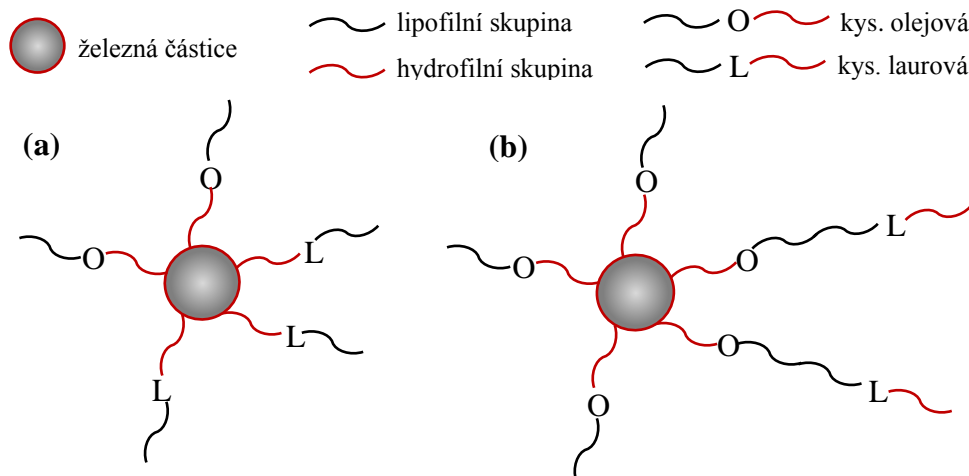 železná částice
lipofilní skupina
hydrofilní skupina
O kys. olejová
L kys. laurová
(a)
O
O
L
L
L
(b)
O
O
O
L
O
L
O